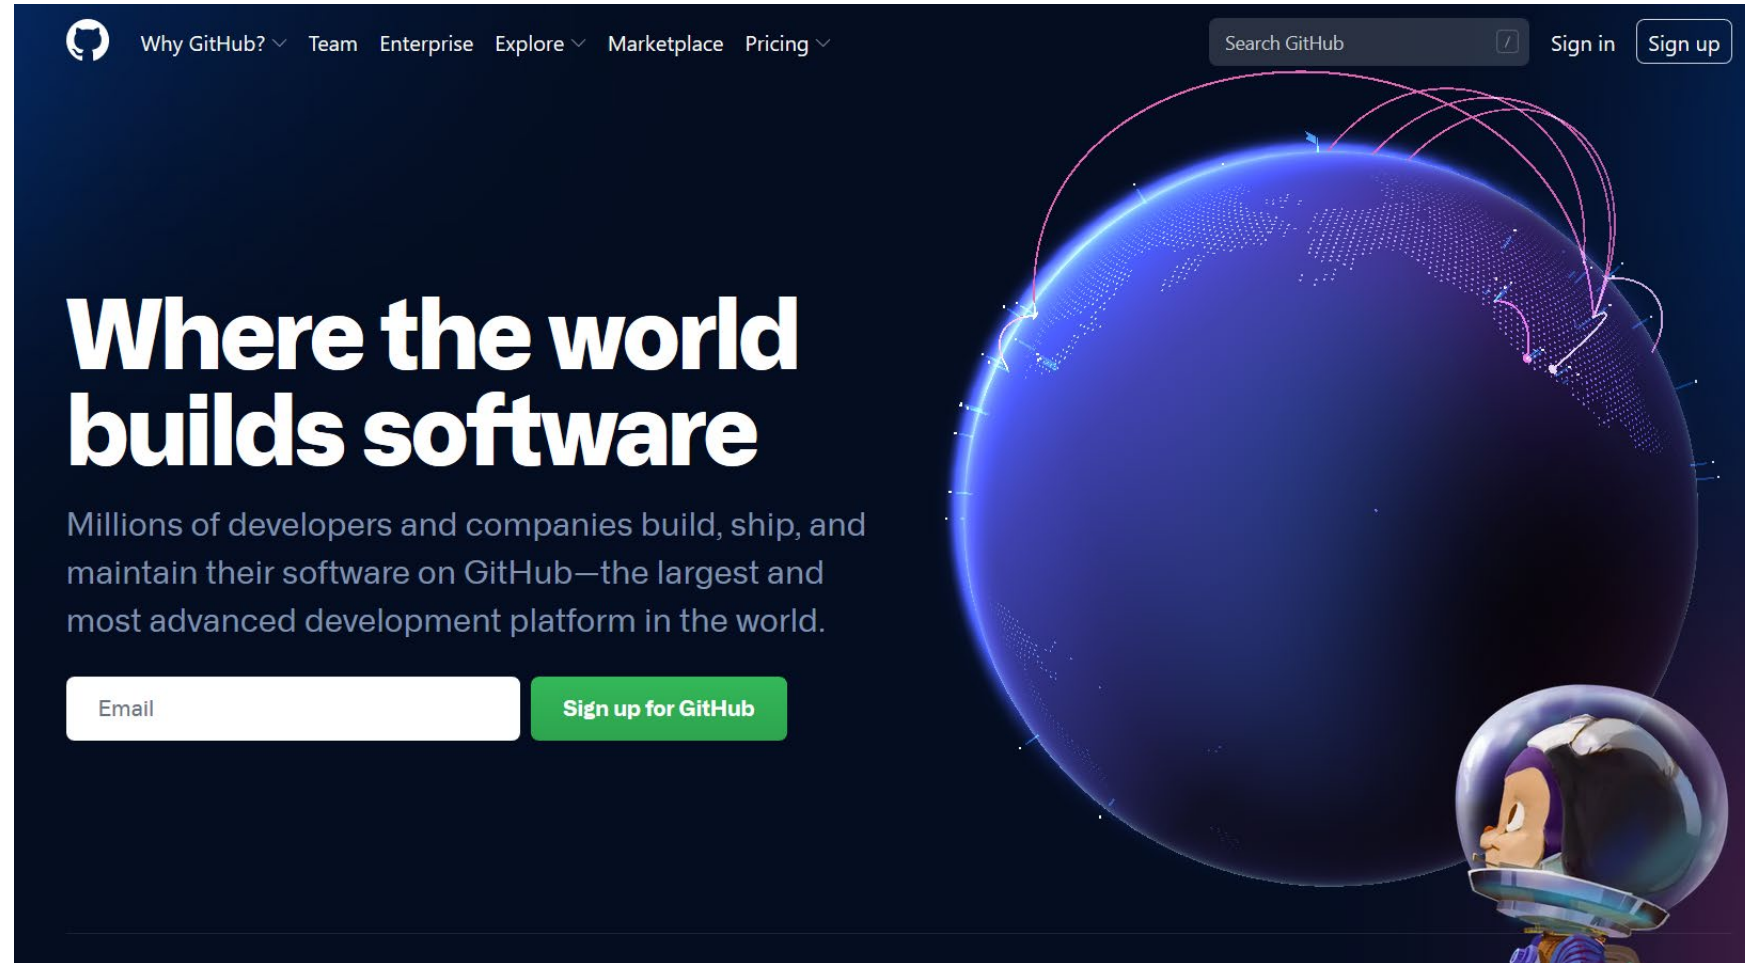 Why GitHub? Team Enterprise Explore Marketplace Pricing Search GitHub / Sign in Sign up
Where the world
builds software
Millions of developers and companies build, ship, and
maintain their software on GitHub—the largest and
most advanced development platform in the world.
Email Sign up for GitHub